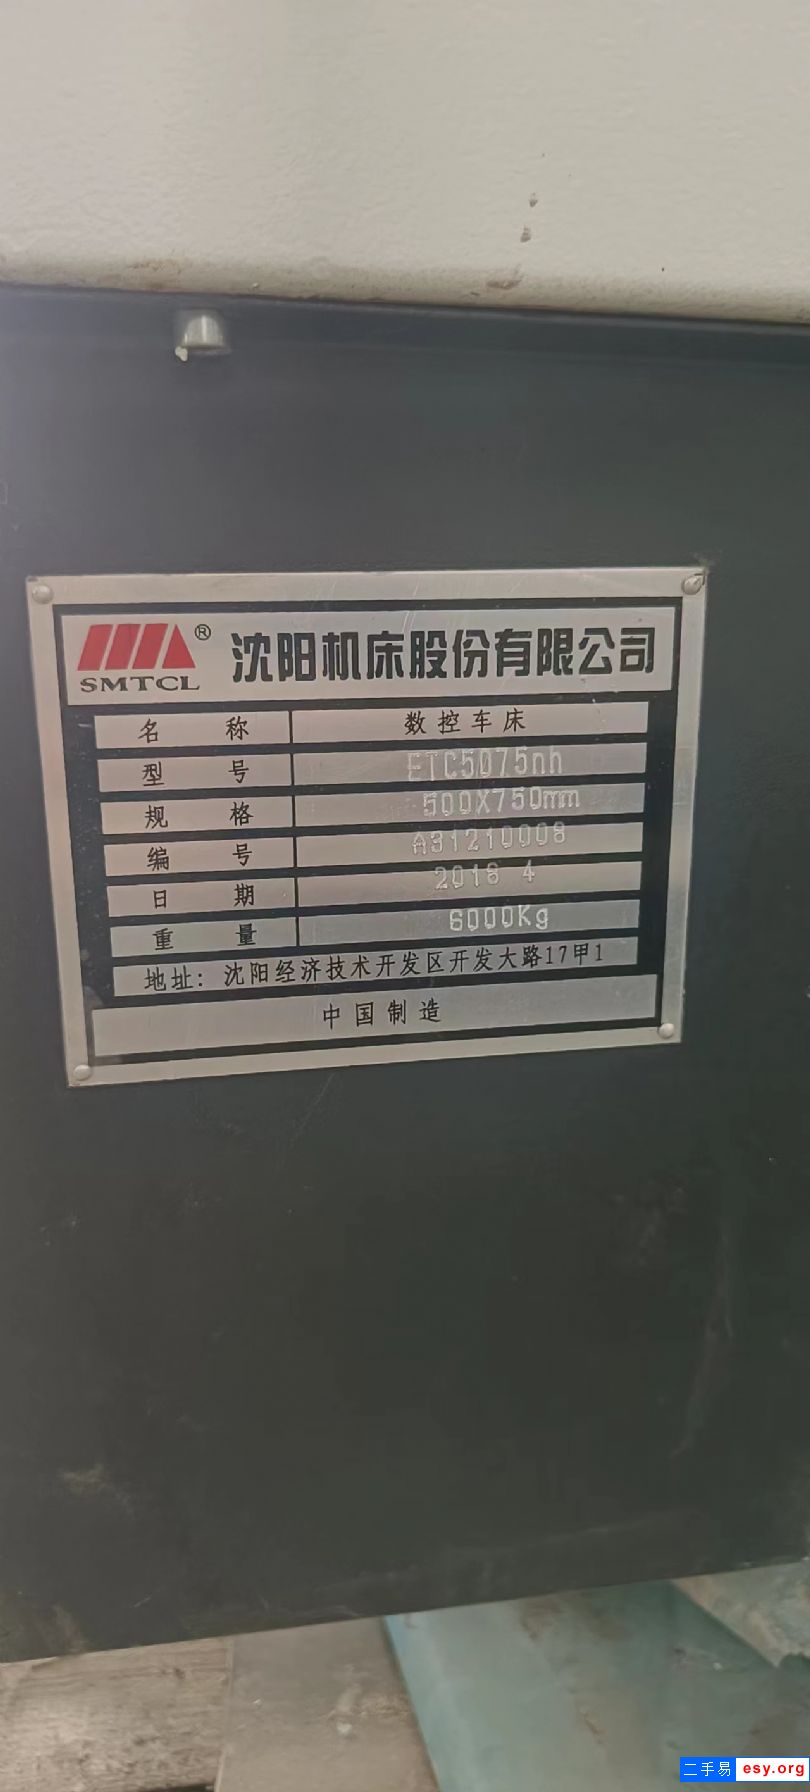 SMTCL ® 沈阳机床股份有限公司
名称 数控车床
型号 ETC5075nh
规格 500X750mm
编号 A31210008
日期 2018 4
重量 6000Kg
地址: 沈阳经济技术开发区开发大路17甲1
中国制造
二手易 esy.org